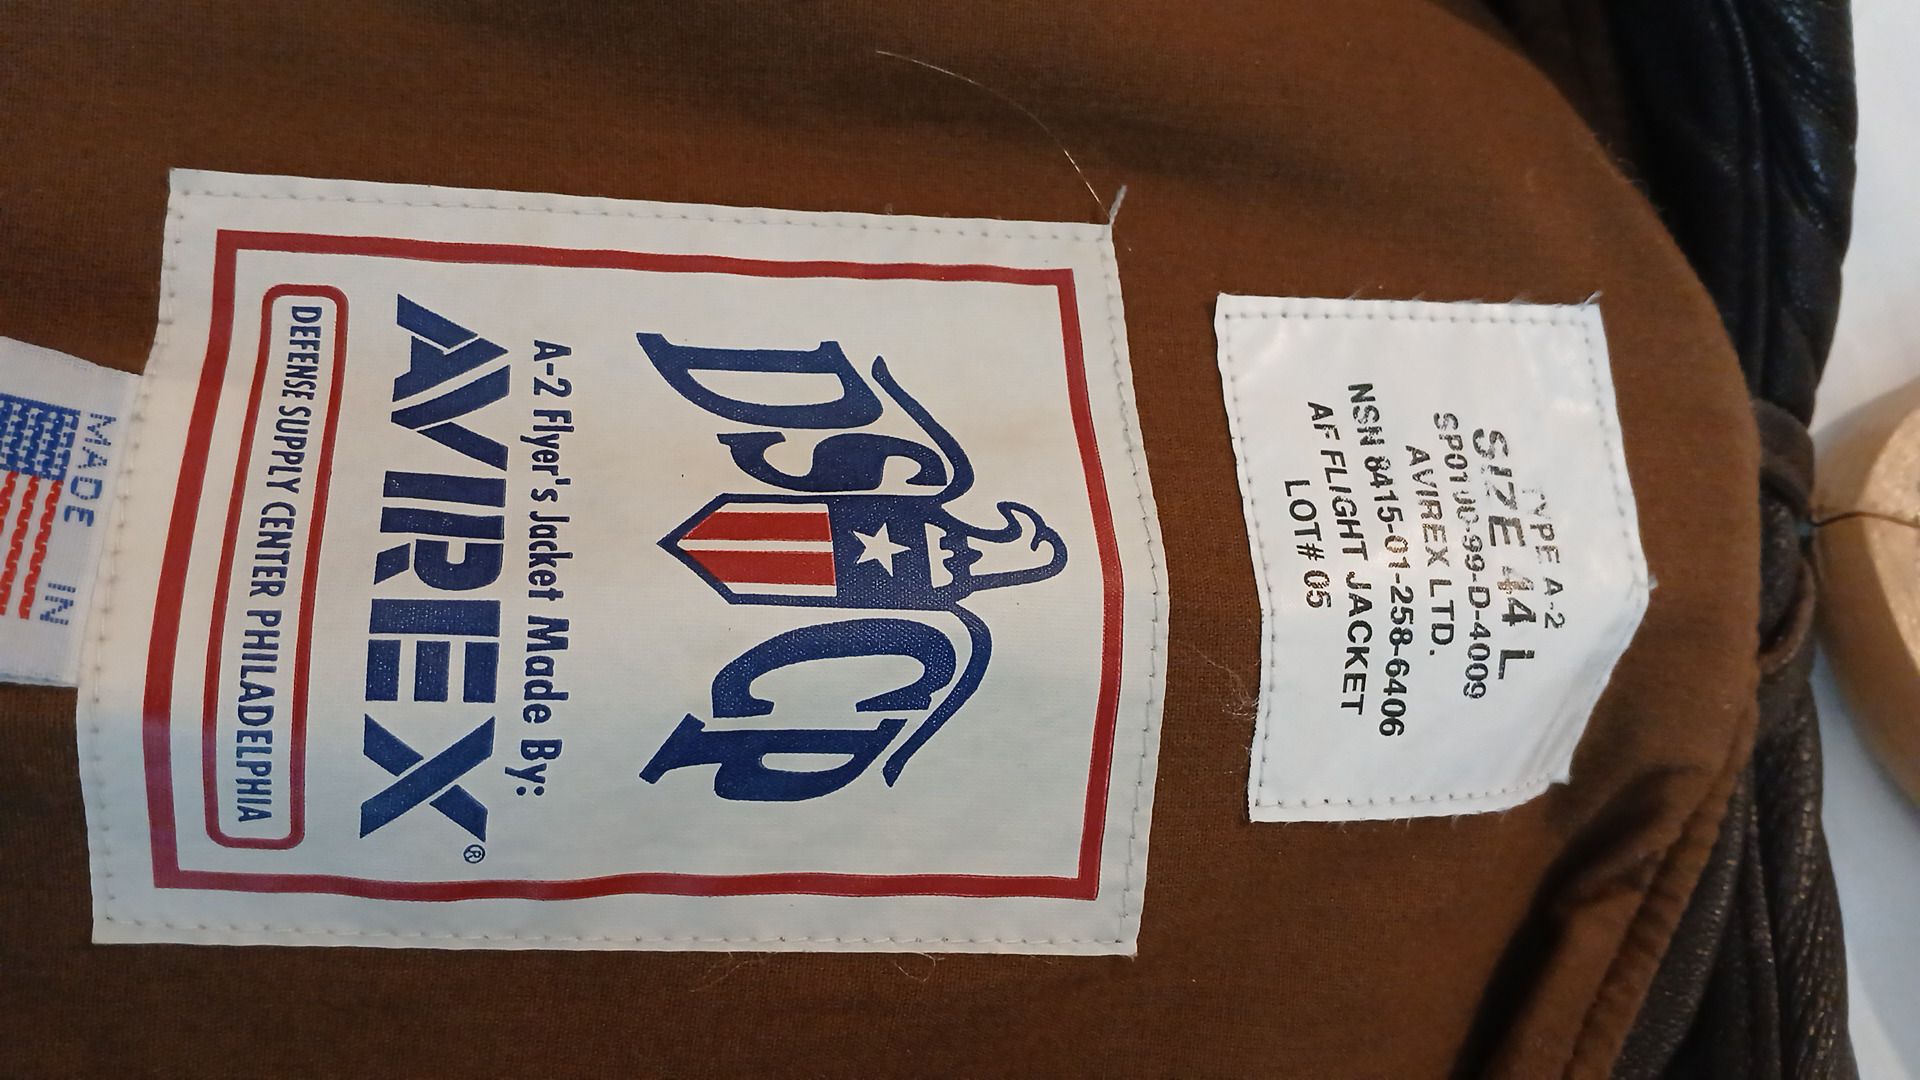 TYPE A-2
SIZE 44 L
SP0100-99-D-4009
AVIREX LTD.
NSN 8415-01-258-6406
AF FLIGHT JACKET
LOT# 05
DSCP
A-2 Flyer's Jacket Made By:
AVIREX®
DEFENSE SUPPLY CENTER PHILADELPHIA
MADE IN